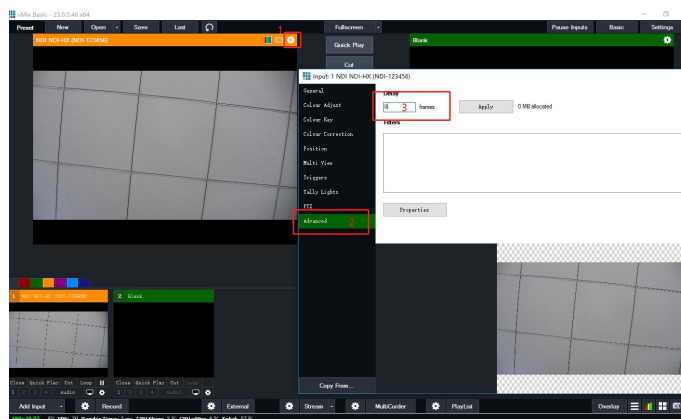 vMix Basic - 23.0.0.46 x64
Preset New Open Save Last Fullscreen Pause Inputs Basic Settings
1
NDI NDI-HX (NDI-123456)
Quick Play
Blank
Cut
Input: 1 NDI NDI-HX (NDI-123456)
General
Delay
Colour Adjust
0 3 frames Apply 0 MB allocated
Colour Key
Filters
Colour Correction
Position
Multi View
Triggers
Tally Lights
PTZ
Properties
Advanced 2
1 NDI NDI-HX (NDI-123456) 2 Blank
Close Quick Play Cut Loop Close Quick Play Cut Loop
1 2 3 4 audio 1 2 3 4 audio
Copy From...
Add Input Record External Stream MultiCorder PlayList Overlay